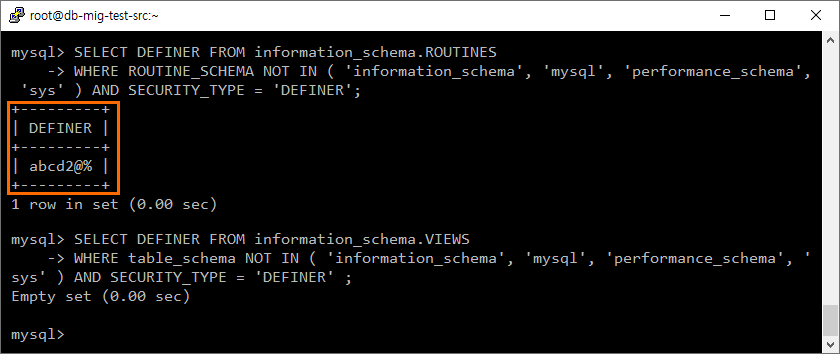 root@db-mig-test-src:~
mysql> SELECT DEFINER FROM information_schema.ROUTINES
    -> WHERE ROUTINE_SCHEMA NOT IN ( 'information_schema', 'mysql', 'performance_schema',
 'sys' ) AND SECURITY_TYPE = 'DEFINER';
+---------+
| DEFINER |
+---------+
| abcd2@% |
+---------+
1 row in set (0.00 sec)
mysql> SELECT DEFINER FROM information_schema.VIEWS
    -> WHERE table_schema NOT IN ( 'information_schema', 'mysql', 'performance_schema', '
sys' ) AND SECURITY_TYPE = 'DEFINER' ;
Empty set (0.00 sec)
mysql>